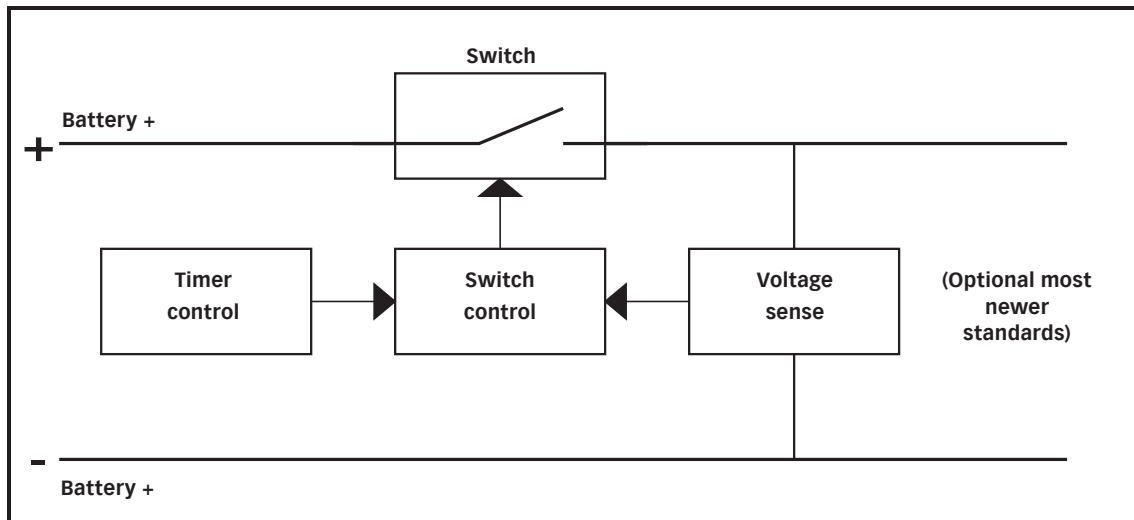 Switch
Battery +
+
Timer
control
Switch
control
Voltage
sense
(Optional most
newer
standards)
-
Battery +